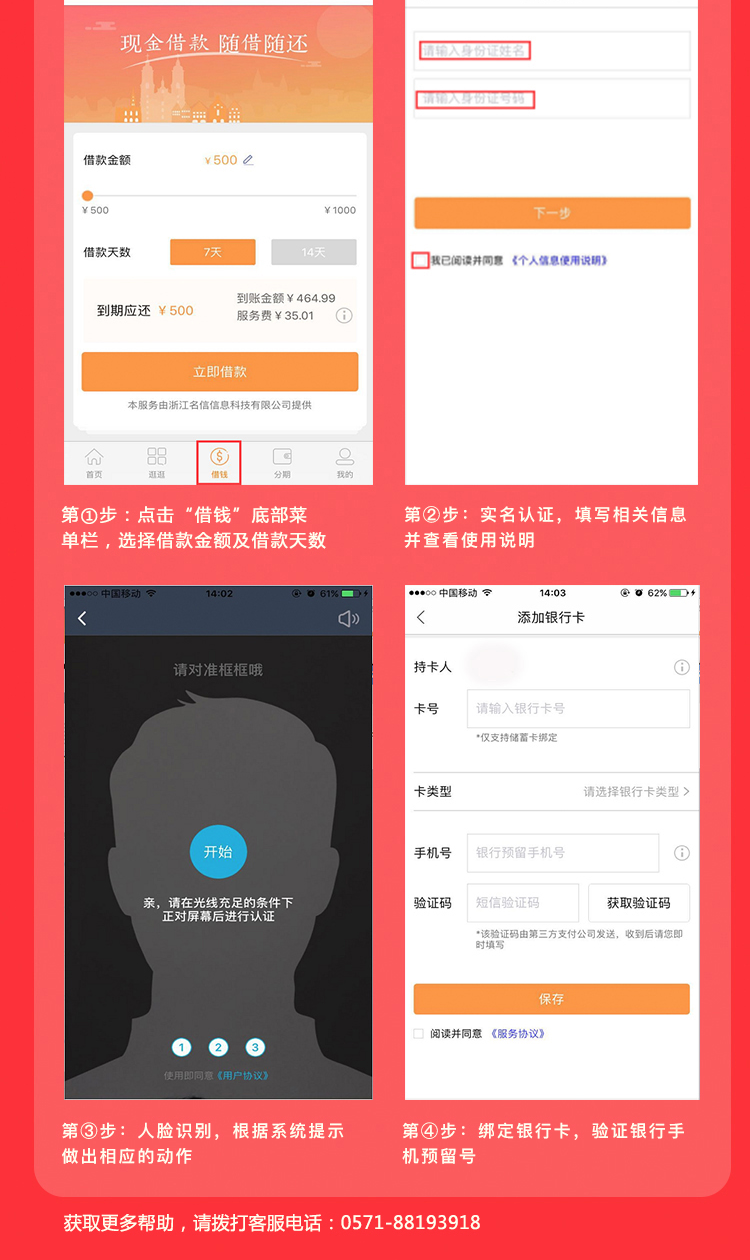 现金借款 随借随还
借款金额
¥500
¥500
¥1000
借款天数
7天
14天
到期应还 ¥500
到账金额¥464.99
服务费¥35.01
立即借款
本服务由浙江名信信息科技有限公司提供
首页
逛逛
借钱
分期
我的
请输入身份证姓名
请输入身份证号码
下一步
我已阅读并同意 《个人信息使用说明》
第①步：点击“借钱”底部菜
单栏，选择借款金额及借款天数
第②步：实名认证，填写相关信息
并查看使用说明
中国移动
14:02
61%
请对准框框哦
开始
亲，请在光线充足的条件下
正对屏幕后进行认证
1 2 3
使用即同意《用户协议》
中国移动
14:03
62%
添加银行卡
持卡人
卡号
请输入银行卡号
*仅支持储蓄卡绑定
卡类型
请选择银行卡类型
手机号
银行预留手机号
验证码
短信验证码
获取验证码
*该验证码由第三方支付公司发送，收到后请您即
时填写
保存
阅读并同意 《服务协议》
第③步：人脸识别，根据系统提示
做出相应的动作
第④步：绑定银行卡，验证银行手
机预留号
获取更多帮助，请拨打客服电话：0571-88193918